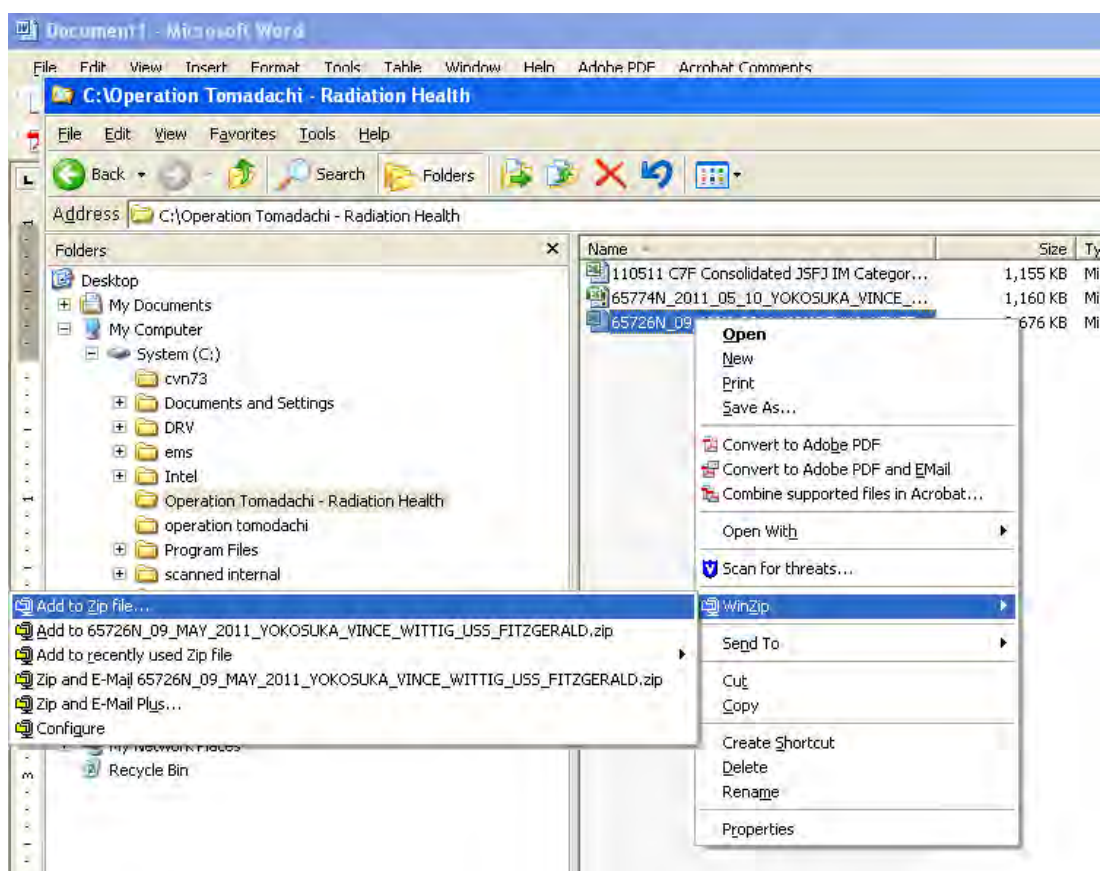 Document1 - Microsoft Word
File Edit View Insert Format Tools Table Window Help Adobe PDF Acrobat Comments
C:\Operation Tomadachi - Radiation Health
File Edit View Favorites Tools Help
Back Search Folders
Address C:\Operation Tomadachi - Radiation Health
Folders
Name Size Ty
Desktop
110511 C7F Consolidated JSFJ IM Categor... 1,155 KB Mi
My Documents
65774N_2011_05_10_YOKOSUKA_VINCE_... 1,160 KB Mi
My Computer
65726N_09 676 KB Mi
System (C:)
cvn73
Documents and Settings
DRV
ems
Intel
Operation Tomadachi - Radiation Health
operation tomodachi
Program Files
scanned internal
Open
New
Print
Save As...
Convert to Adobe PDF
Convert to Adobe PDF and EMail
Combine supported files in Acrobat...
Open With
Scan for threats...
WinZip
Send To
Cut
Copy
Create Shortcut
Delete
Rename
Properties
Add to Zip file...
Add to 65726N_09_MAY_2011_YOKOSUKA_VINCE_WITTIG_USS_FITZGERALD.zip
Add to recently used Zip file
Zip and E-Mail 65726N_09_MAY_2011_YOKOSUKA_VINCE_WITTIG_USS_FITZGERALD.zip
Zip and E-Mail Plus...
Configure
My Network Places
Recycle Bin